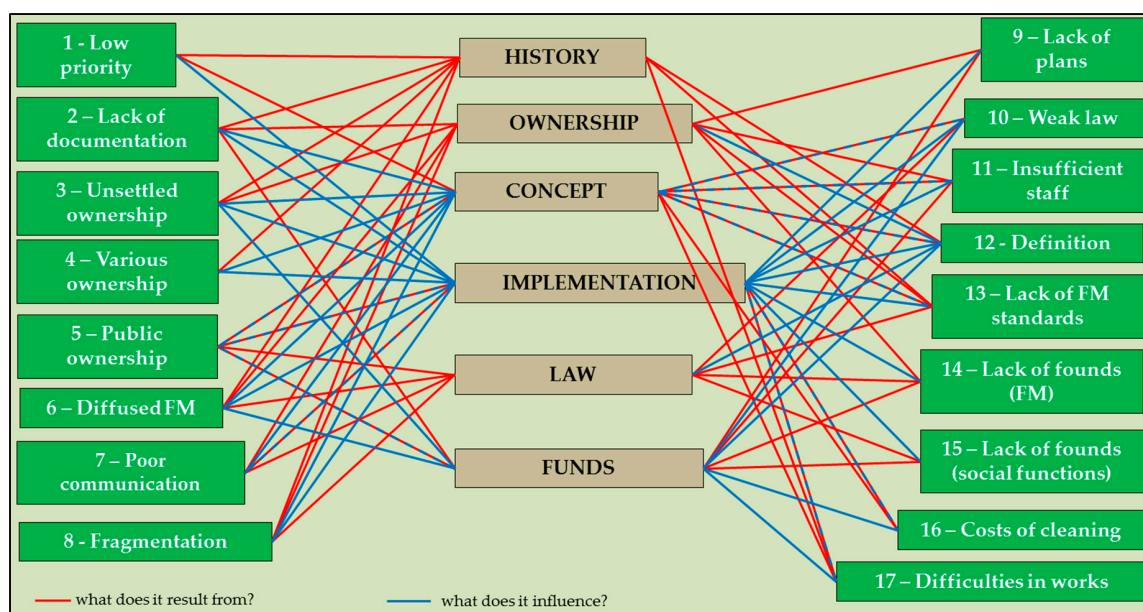 1 - Low
priority
2 – Lack of
documentation
3 – Unsettled
ownership
4 – Various
ownership
5 – Public
ownership
6 – Diffused FM
7 – Poor
communication
8 - Fragmentation
HISTORY
OWNERSHIP
CONCEPT
IMPLEMENTATION
LAW
FUNDS
9 – Lack of
plans
10 – Weak law
11 – Insufficient
staff
12 - Definition
13 – Lack of FM
standards
14 – Lack of founds
(FM)
15 – Lack of founds
(social functions)
16 – Costs of cleaning
17 – Difficulties in works
what does it result from?
what does it influence?